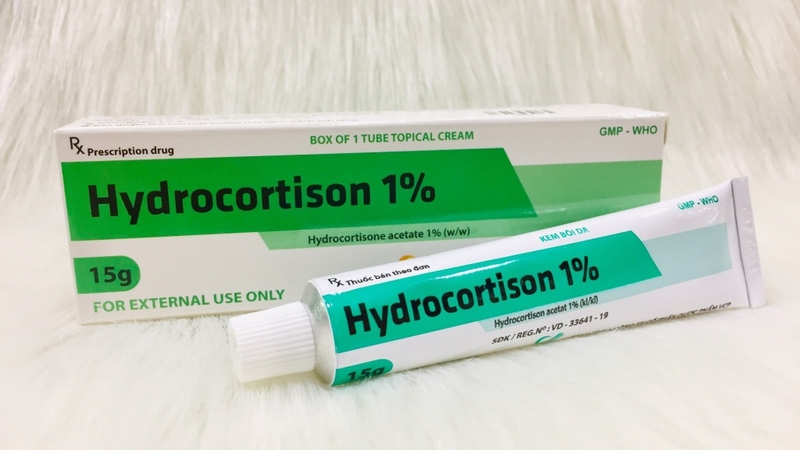 Rx Prescription drug
BOX OF 1 TUBE TOPICAL CREAM
GMP - WHO
Hydrocortison 1%
Hydrocortisone acetate 1% (w/w)
15g
FOR EXTERNAL USE ONLY
Rx Thuốc bán theo đơn
KEM BÔI DA
GMP - WHO
Hydrocortison 1%
Hydrocortison acetat 1% (kl/kl)
SĐK / REG.Nº : VD - 33641 - 19
15g